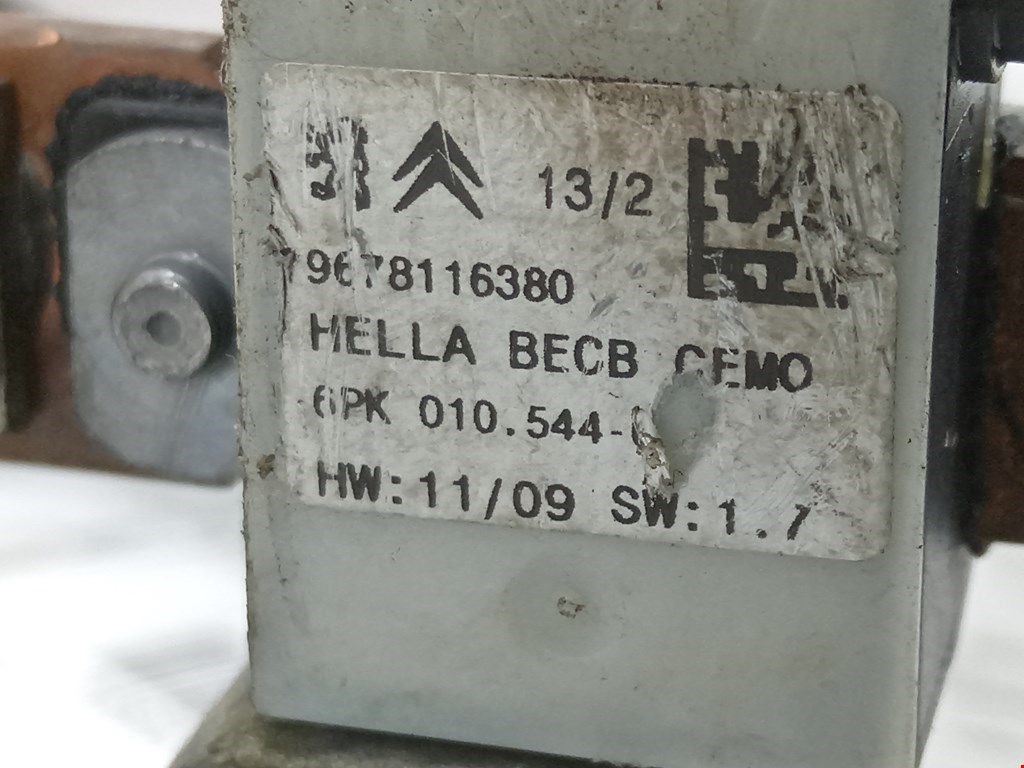 13/2
9678116380
HELLA BECB CEMO
6PK 010.544-
HW:11/09 SW:1.7